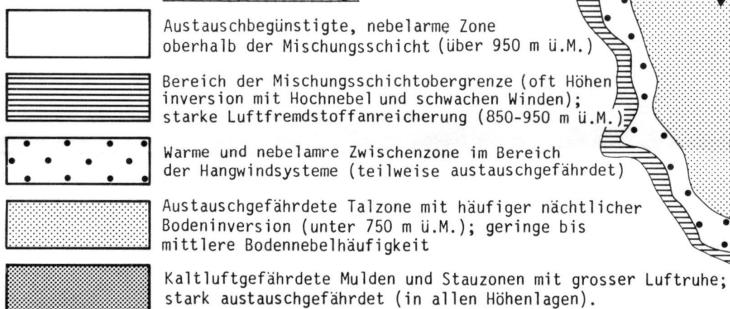 Austauschbegünstigte, nebelarme Zone
oberhalb der Mischungsschicht (über 950 m ü.M.)
Bereich der Mischungsschichtobergrenze (oft Höhen
inversion mit Hochnebel und schwachen Winden);
starke Luftfremdstoffanreicherung (850-950 m ü.M.)
Warme und nebelamre Zwischenzone im Bereich
der Hangwindsysteme (teilweise austauschgefährdet)
Austauschgefährdete Talzone mit häufiger nächtlicher
Bodeninversion (unter 750 m ü.M.); geringe bis
mittlere Bodennebelhäufigkeit
Kaltluftgefährdete Mulden und Stauzonen mit grosser Luftruhe;
stark austauschgefährdet (in allen Höhenlagen).